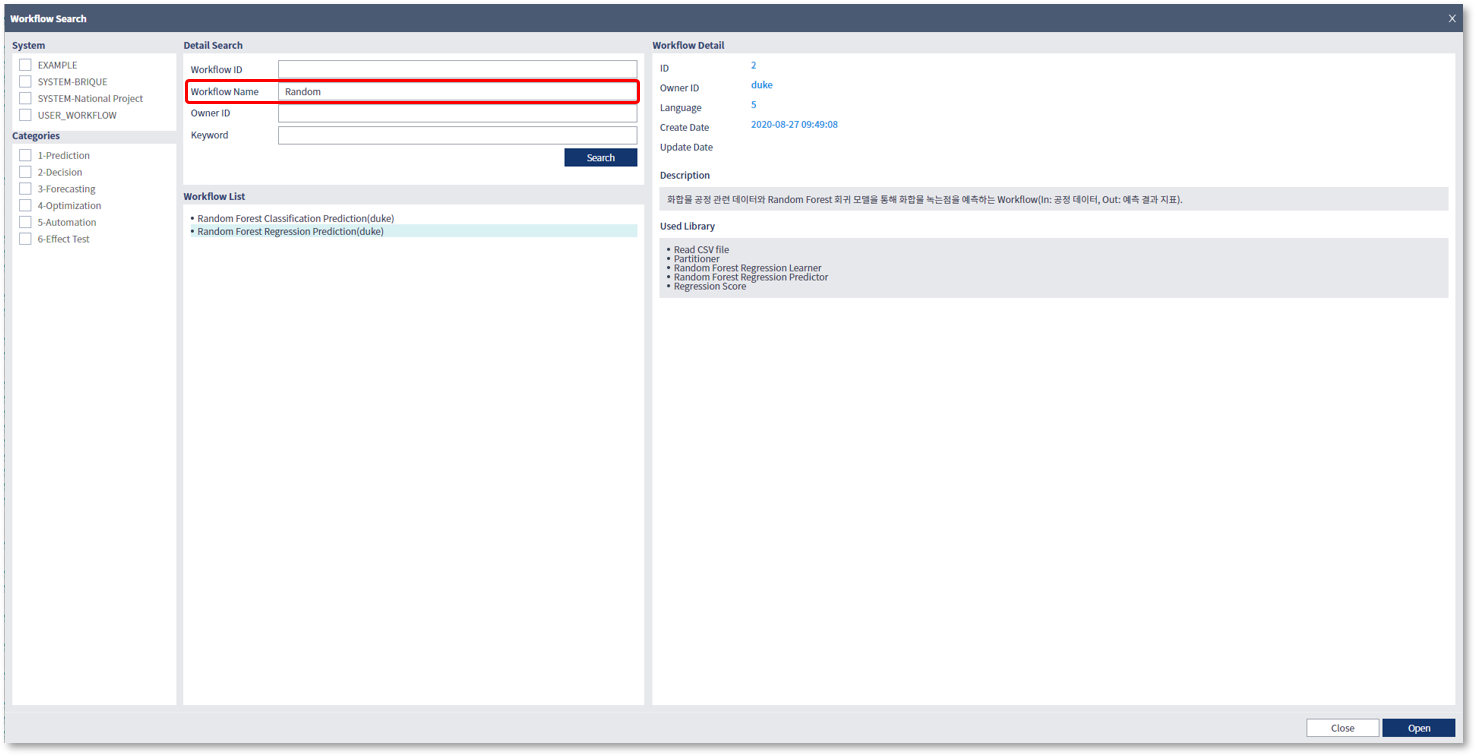 Workflow Search
X
System
EXAMPLE
SYSTEM-BRIQUE
SYSTEM-National Project
USER_WORKFLOW
Categories
1-Prediction
2-Decision
3-Forecasting
4-Optimization
5-Automation
6-Effect Test
Detail Search
Workflow ID
Workflow Name Random
Owner ID
Keyword
Search
Workflow List
• Random Forest Classification Prediction(duke)
• Random Forest Regression Prediction(duke)
Workflow Detail
ID 2
Owner ID duke
Language 5
Create Date 2020-08-27 09:49:08
Update Date
Description
화합물 공정 관련 데이터와 Random Forest 회귀 모델을 통해 화합물 녹는점을 예측하는 Workflow(In: 공정 데이터, Out: 예측 결과 지표).
Used Library
• Read CSV file
• Partitioner
• Random Forest Regression Learner
• Random Forest Regression Predictor
• Regression Score
Close
Open